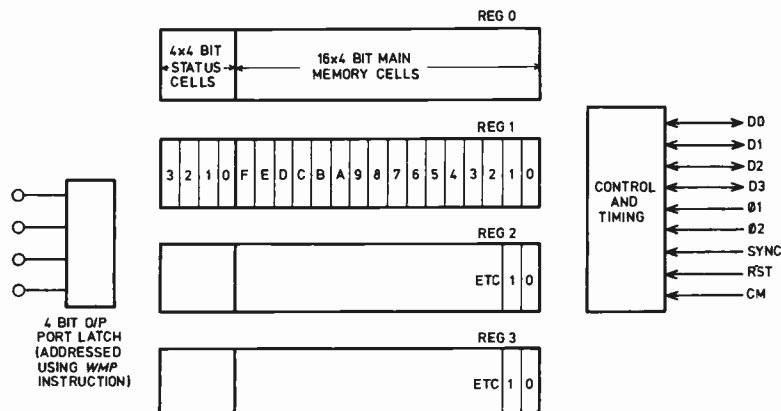 REG 0
4x4 BIT
STATUS
CELLS
16x4 BIT MAIN
MEMORY CELLS
REG 1
3 2 1 0 F E D C B A 9 8 7 6 5 4 3 2 1 0
REG 2
ETC 1 0
REG 3
ETC 1 0
4 BIT O/P
PORT LATCH
(ADDRESSED
USING WMP
INSTRUCTION)
CONTROL
AND
TIMING
D0
D1
D2
D3
Ø1
Ø2
SYNC
RST
CM